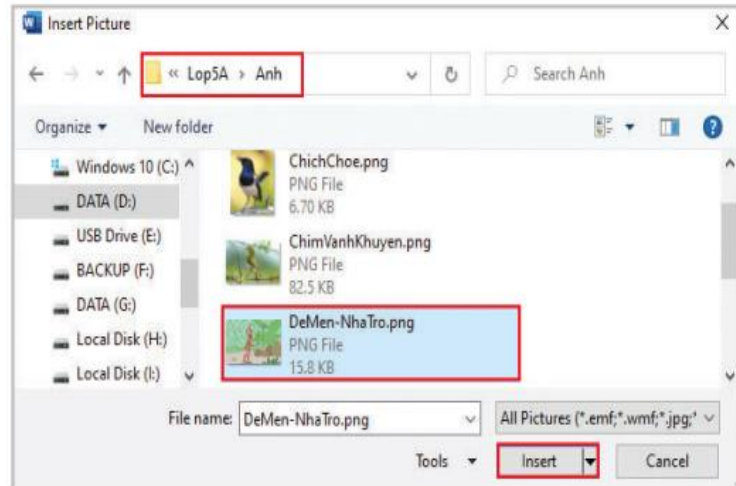 Insert Picture
« Lop5A › Anh
Search Anh
Organize New folder
Windows 10 (C:)
DATA (D:)
USB Drive (E:)
BACKUP (F:)
DATA (G:)
Local Disk (H:)
Local Disk (I:)
ChichChoe.png
PNG File
6.70 KB
ChimVanhKhuyen.png
PNG File
82.5 KB
DeMen-NhaTro.png
PNG File
15.8 KB
File name: DeMen-NhaTro.png All Pictures (*.emf;*.wmf;*.jpg;*
Tools Insert Cancel